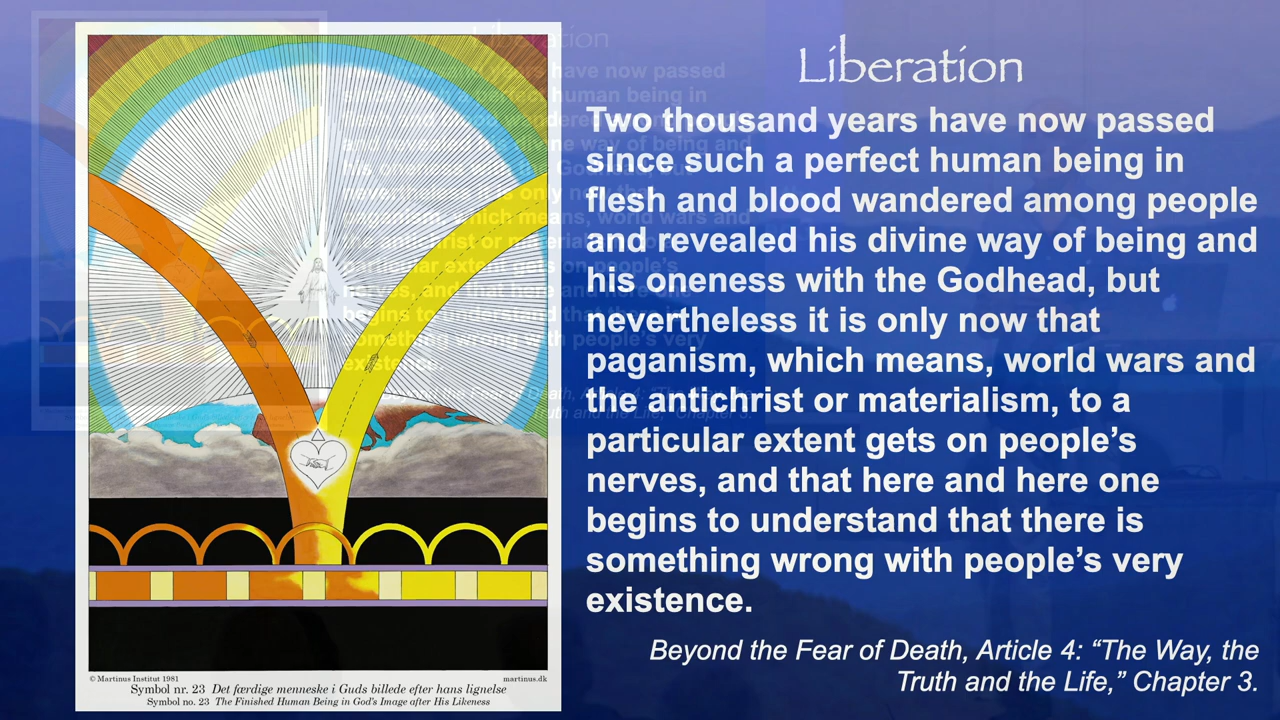 Liberation
Two thousand years have now passed
since such a perfect human being in
flesh and blood wandered among people
and revealed his divine way of being and
his oneness with the Godhead, but
nevertheless it is only now that
paganism, which means, world wars and
the antichrist or materialism, to a
particular extent gets on people’s
nerves, and that here and here one
begins to understand that there is
something wrong with people’s very
existence.
Beyond the Fear of Death, Article 4: “The Way, the
Truth and the Life,” Chapter 3.
© Martinus Institut 1981
martinus.dk
Symbol nr. 23 Det færdige menneske i Guds billede efter hans lignelse
Symbol no. 23 The Finished Human Being in God's Image after His Likeness